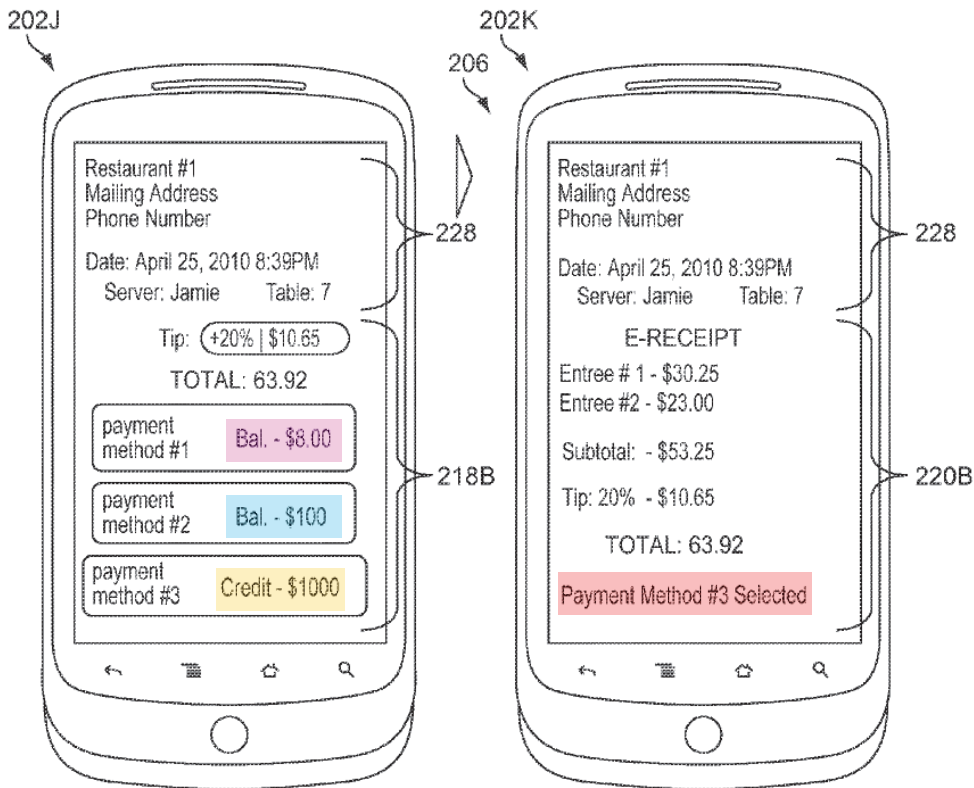 202J
Restaurant #1
Mailing Address
Phone Number
Date: April 25, 2010 8:39PM
Server: Jamie Table: 7
228
Tip: +20% | $10.65
TOTAL: 63.92
payment
method #1
Bal. - $8.00
payment
method #2
Bal. - $100
payment
method #3
Credit - $1000
218B
206
202K
Restaurant #1
Mailing Address
Phone Number
Date: April 25, 2010 8:39PM
Server: Jamie Table: 7
228
E-RECEIPT
Entree # 1 - $30.25
Entree #2 - $23.00
Subtotal: - $53.25
Tip: 20% - $10.65
TOTAL: 63.92
Payment Method #3 Selected
220B